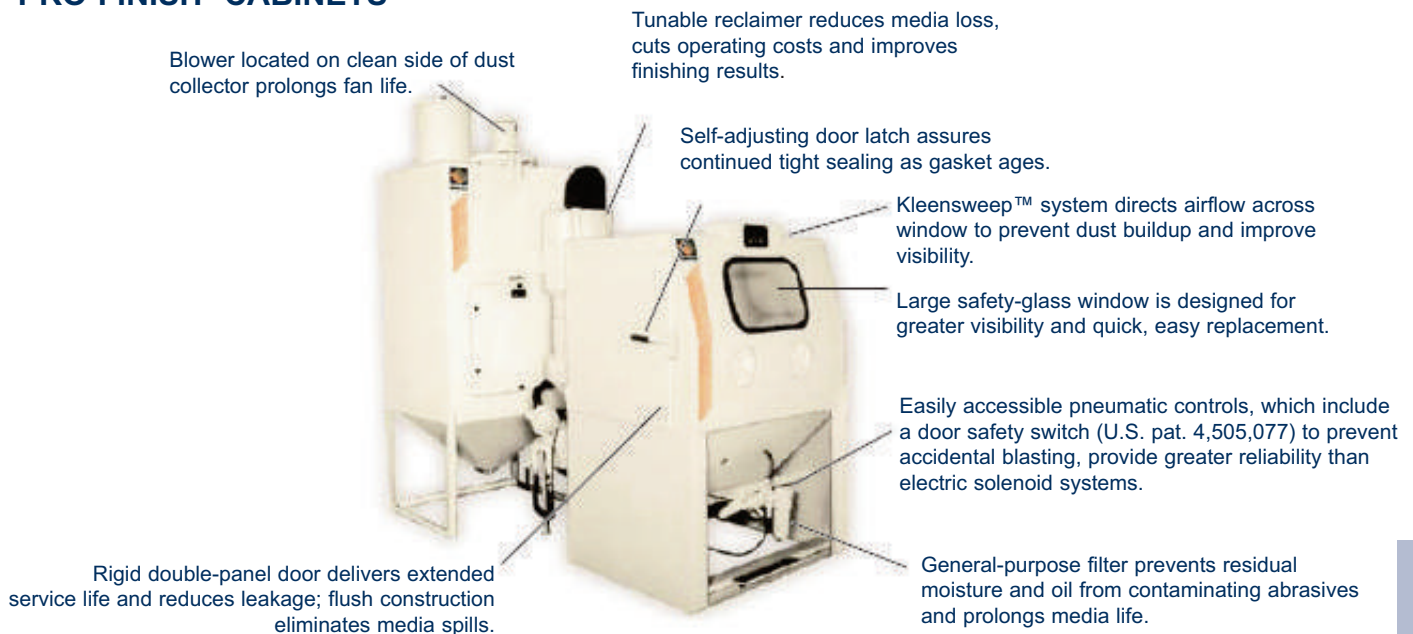 PRO FINISH CABINETS
Tunable reclaimer reduces media loss,
cuts operating costs and improves
finishing results.
Blower located on clean side of dust
collector prolongs fan life.
Self-adjusting door latch assures
continued tight sealing as gasket ages.
Kleensweep™ system directs airflow across
window to prevent dust buildup and improve
visibility.
Large safety-glass window is designed for
greater visibility and quick, easy replacement.
Easily accessible pneumatic controls, which include
a door safety switch (U.S. pat. 4,505,077) to prevent
accidental blasting, provide greater reliability than
electric solenoid systems.
General-purpose filter prevents residual
moisture and oil from contaminating abrasives
and prolongs media life.
Rigid double-panel door delivers extended
service life and reduces leakage; flush construction
eliminates media spills.